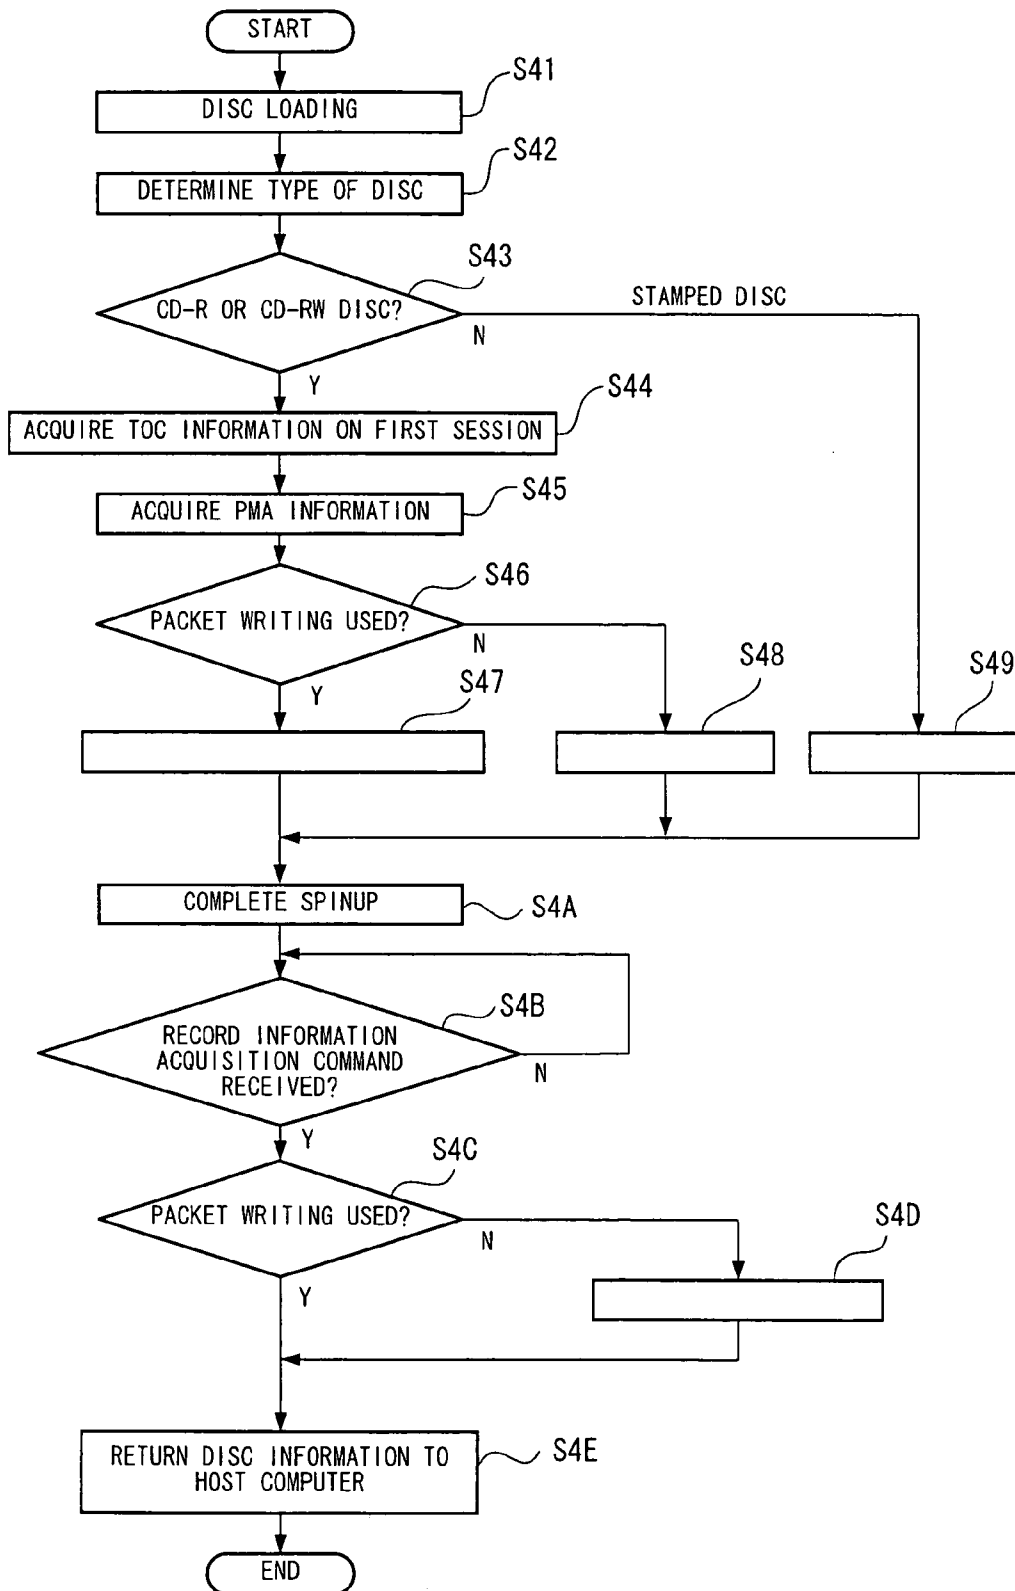 START
S41
DISC LOADING
S42
DETERMINE TYPE OF DISC
S43
CD-R OR CD-RW DISC?
STAMPED DISC
N
Y
S44
ACQUIRE TOC INFORMATION ON FIRST SESSION
S45
ACQUIRE PMA INFORMATION
S46
PACKET WRITING USED?
N
Y
S47
S48
S49
COMPLETE SPINUP
S4A
S4B
RECORD INFORMATION
ACQUISITION COMMAND
RECEIVED?
N
Y
S4C
PACKET WRITING USED?
N
Y
S4D
RETURN DISC INFORMATION TO
HOST COMPUTER
S4E
END